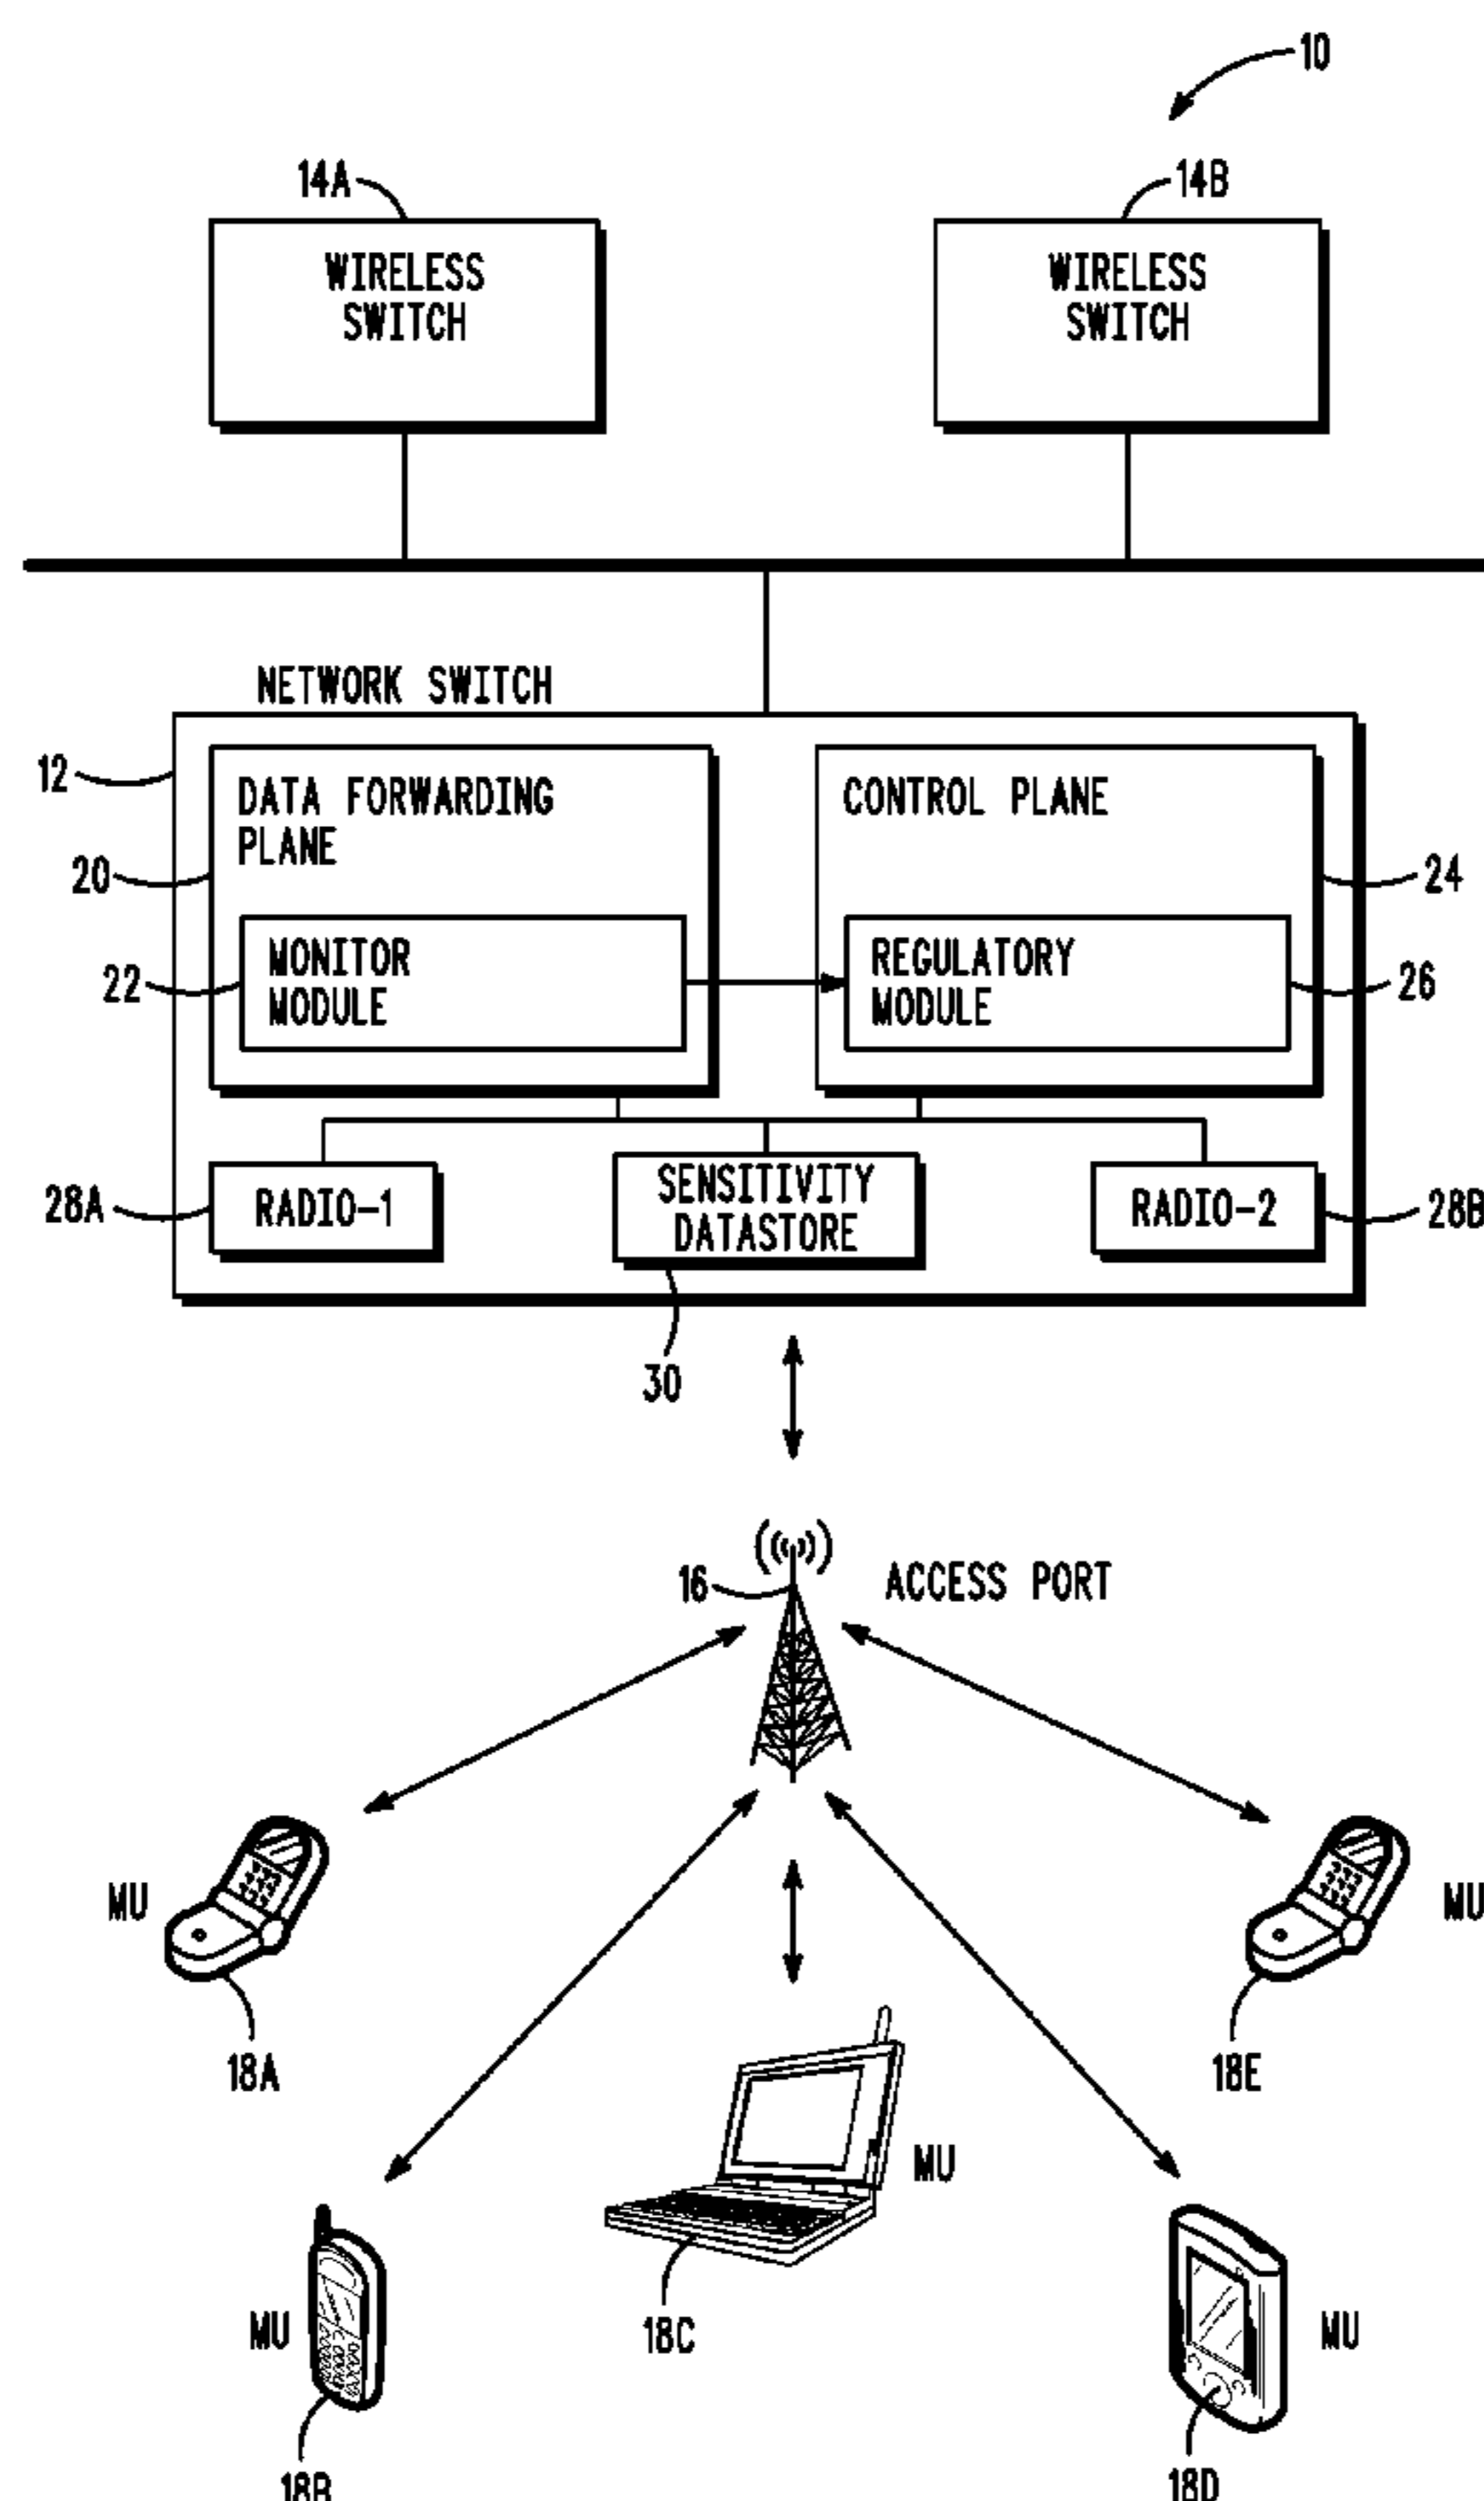 10
14A
14B
WIRELESS
SWITCH
WIRELESS
SWITCH
NETWORK SWITCH
12
DATA FORWARDING
PLANE
CONTROL PLANE
20
24
MONITOR
MODULE
REGULATORY
MODULE
22
26
28A
RADIO-1
SENSITIVITY
DATASTORE
RADIO-2
28B
30
16
ACCESS PORT
MU
MU
18A
18E
MU
MU
18C
MU
18B
18D